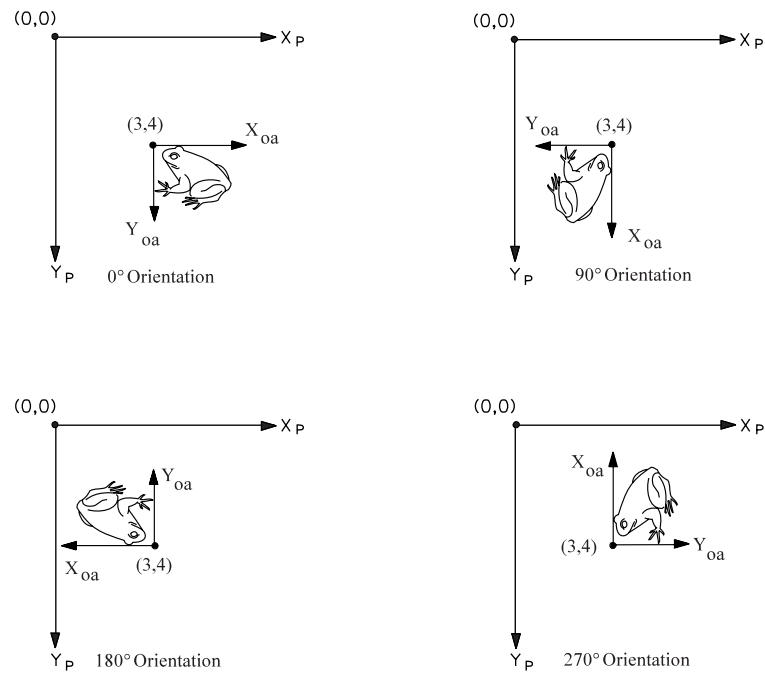 (0,0)
X P
(3,4)
X oa
Y oa
Y P
0° Orientation
(0,0)
X P
Y oa
(3,4)
X oa
Y P
90° Orientation
(0,0)
X P
Y oa
X oa
(3,4)
Y P
180° Orientation
(0,0)
X P
X oa
(3,4)
Y oa
Y P
270° Orientation